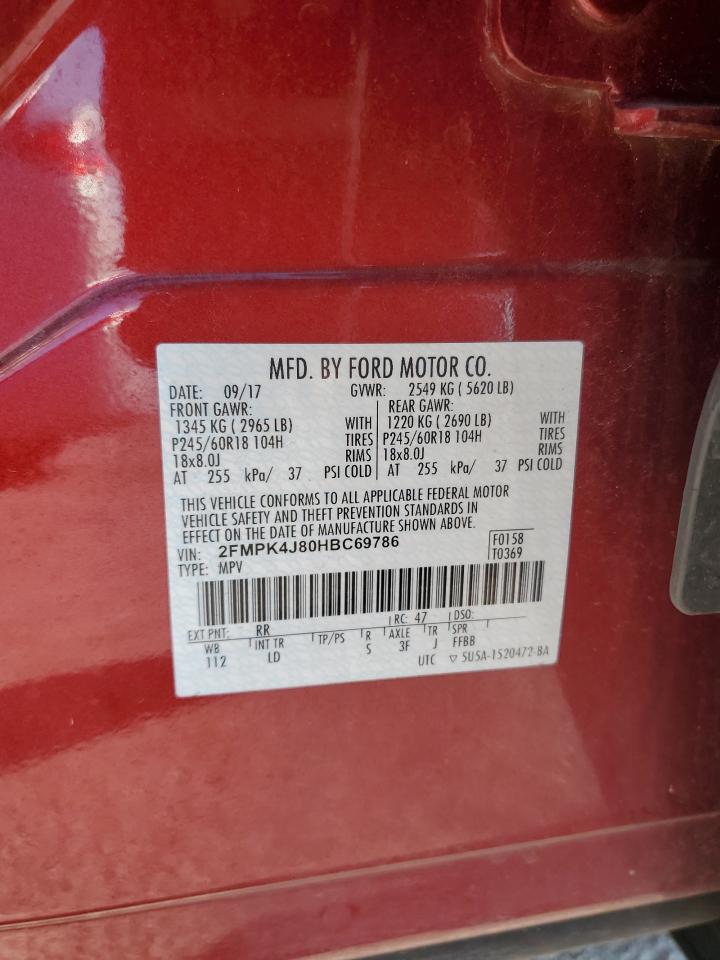 MFD. BY FORD MOTOR CO.
DATE: 09/17 GVWR: 2549 KG ( 5620 LB)
FRONT GAWR: REAR GAWR:
1345 KG ( 2965 LB) WITH 1220 KG ( 2690 LB) WITH
P245/60R18 104H TIRES P245/60R18 104H TIRES
18x8.0J RIMS 18x8.0J RIMS
AT 255 kPa/ 37 PSI COLD AT 255 kPa/ 37 PSI COLD
THIS VEHICLE CONFORMS TO ALL APPLICABLE FEDERAL MOTOR
VEHICLE SAFETY AND THEFT PREVENTION STANDARDS IN
EFFECT ON THE DATE OF MANUFACTURE SHOWN ABOVE.
VIN: 2FMPK4J80HBC69786 F0158
TYPE: MPV T0369
EXT PNT: RR RC: 47 DSO:
WB INT TR TP/PS R AXLE TR SPR
112 LD S 3F J FFBB
UTC ▽ 5U5A-1520472-BA